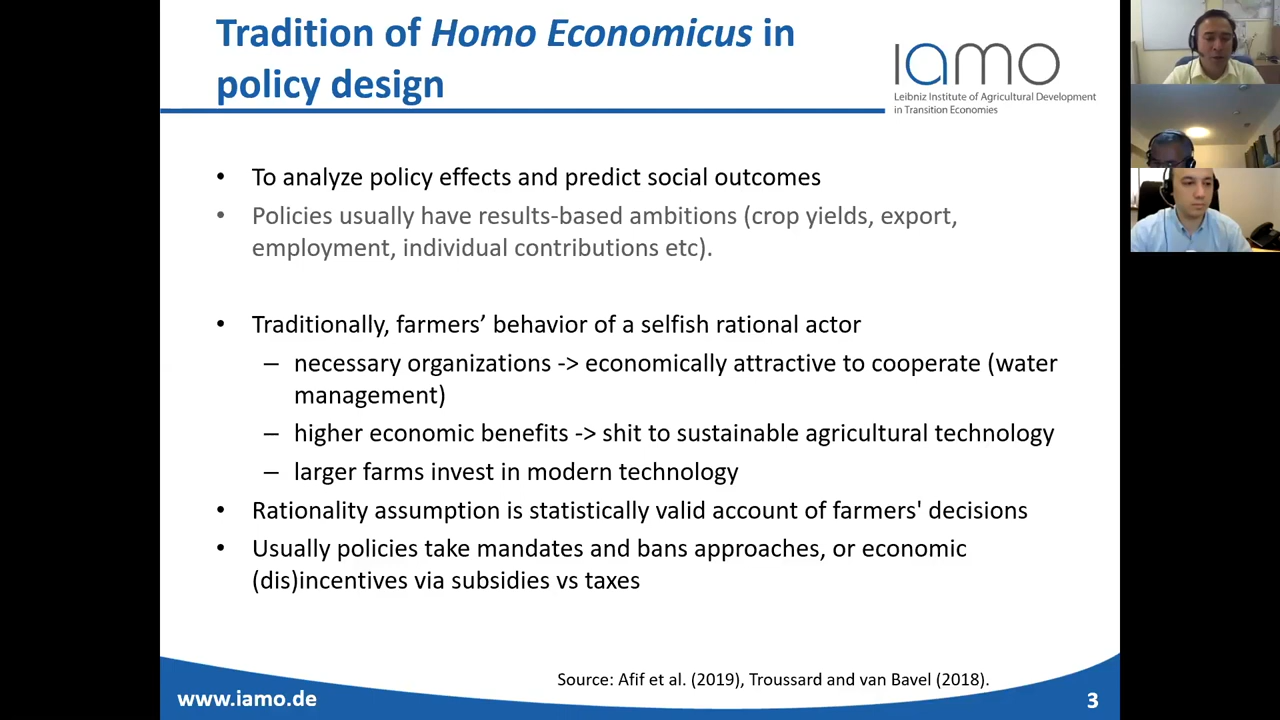 Tradition of Homo Economicus in
policy design
iamo
Leibniz Institute of Agricultural Development
in Transition Economies
• To analyze policy effects and predict social outcomes
• Policies usually have results-based ambitions (crop yields, export,
employment, individual contributions etc).
• Traditionally, farmers’ behavior of a selfish rational actor
– necessary organizations -> economically attractive to cooperate (water
management)
– higher economic benefits -> shit to sustainable agricultural technology
– larger farms invest in modern technology
• Rationality assumption is statistically valid account of farmers' decisions
• Usually policies take mandates and bans approaches, or economic
(dis)incentives via subsidies vs taxes
Source: Afif et al. (2019), Troussard and van Bavel (2018).
www.iamo.de
3